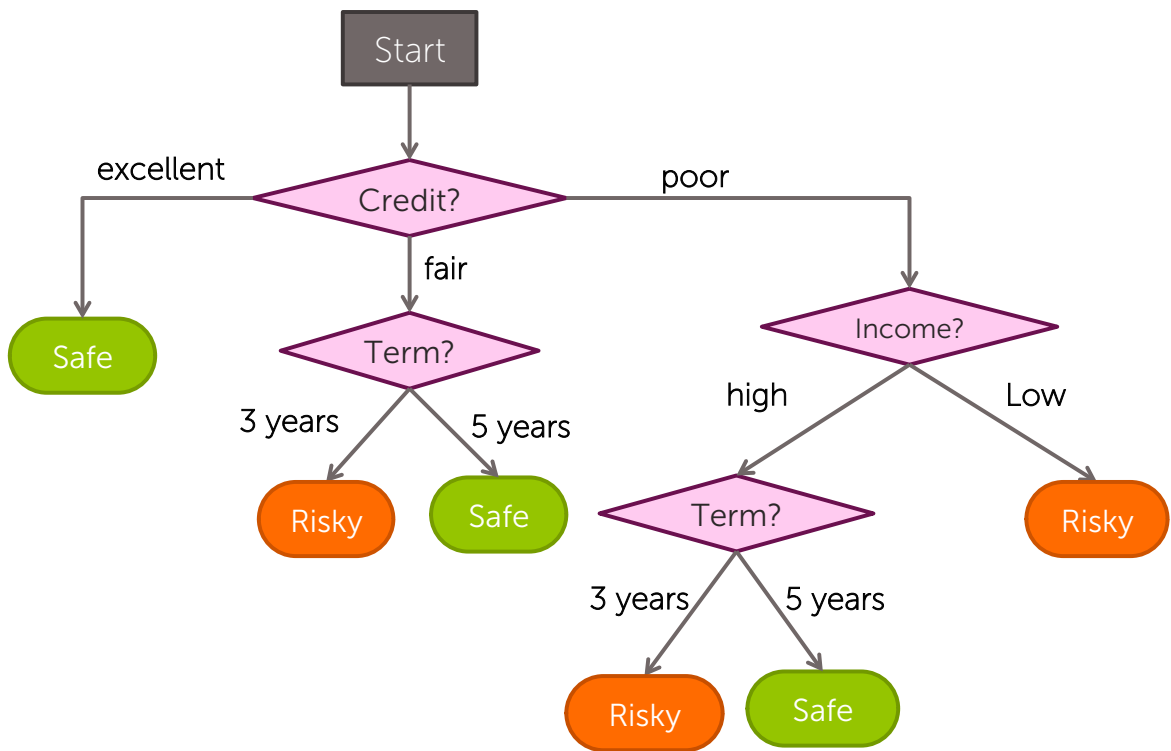 Start
excellent
Credit?
poor
fair
Safe
Term?
Income?
3 years
5 years
high
Low
Risky
Safe
Term?
Risky
3 years
5 years
Risky
Safe